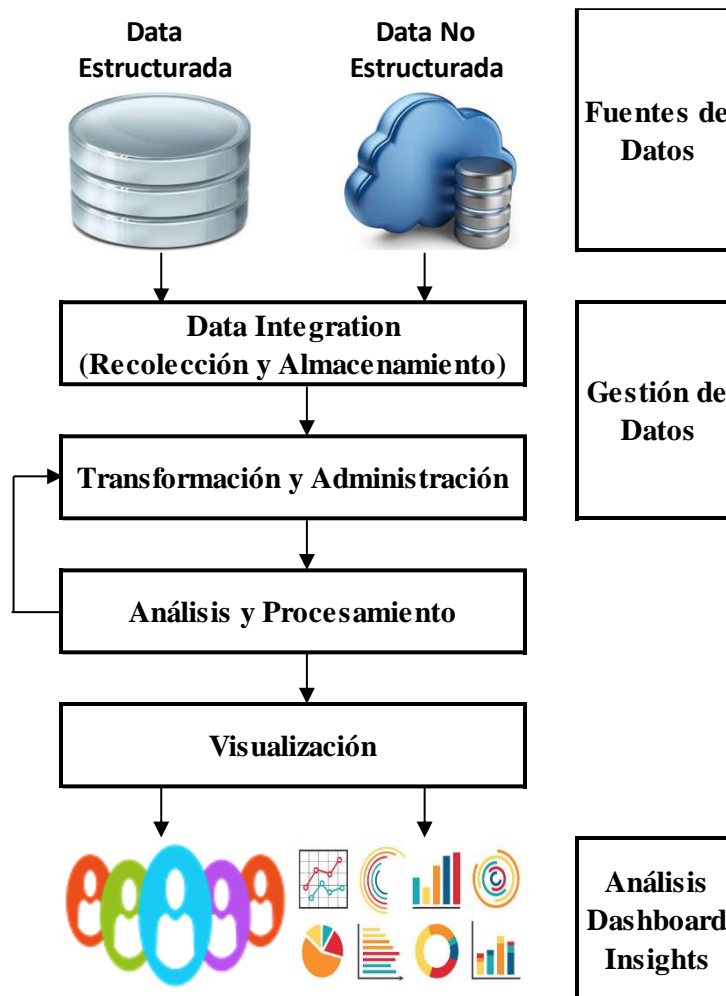 Data
Estructurada
Data No
Estructurada
Fuentes de
Datos
Data Integration
(Recolección y Almacenamiento)
Gestión de
Datos
Transformación y Administración
Análisis y Procesamiento
Visualización
Análisis
Dashboard
Insights